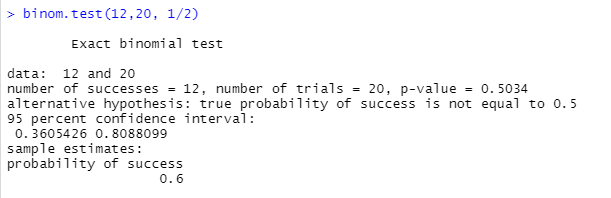 > binom.test(12,20, 1/2)
Exact binomial test
data:  12 and 20
number of successes = 12, number of trials = 20, p-value = 0.5034
alternative hypothesis: true probability of success is not equal to 0.5
95 percent confidence interval:
0.3605426 0.8088099
sample estimates:
probability of success
0.6